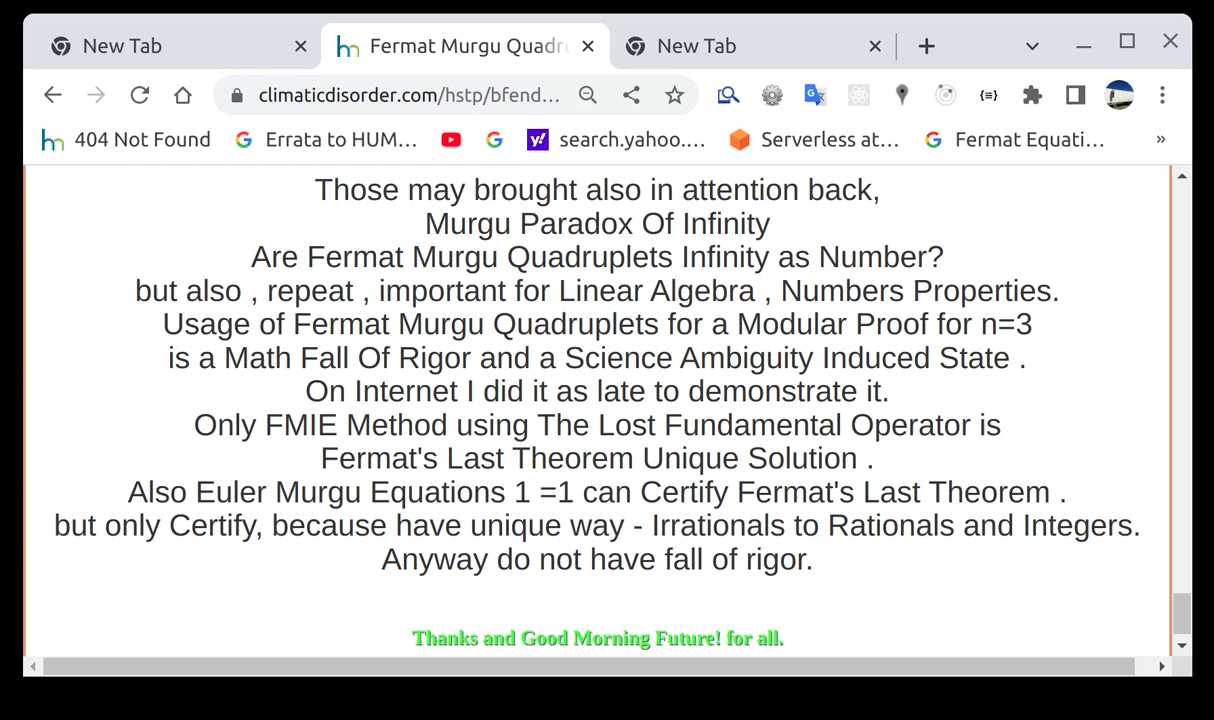 New Tab
Fermat Murgu Quadru
New Tab
climaticdisorder.com/hstp/bfend...
404 Not Found
Errata to HUM...
search.yahoo....
Serverless at...
Fermat Equati...
»
Those may brought also in attention back,
Murgu Paradox Of Infinity
Are Fermat Murgu Quadruplets Infinity as Number?
but also , repeat , important for Linear Algebra , Numbers Properties.
Usage of Fermat Murgu Quadruplets for a Modular Proof for n=3
is a Math Fall Of Rigor and a Science Ambiguity Induced State .
On Internet I did it as late to demonstrate it.
Only FMIE Method using The Lost Fundamental Operator is
Fermat's Last Theorem Unique Solution .
Also Euler Murgu Equations 1 =1 can Certify Fermat's Last Theorem .
but only Certify, because have unique way - Irrationals to Rationals and Integers.
Anyway do not have fall of rigor.
Thanks and Good Morning Future! for all.